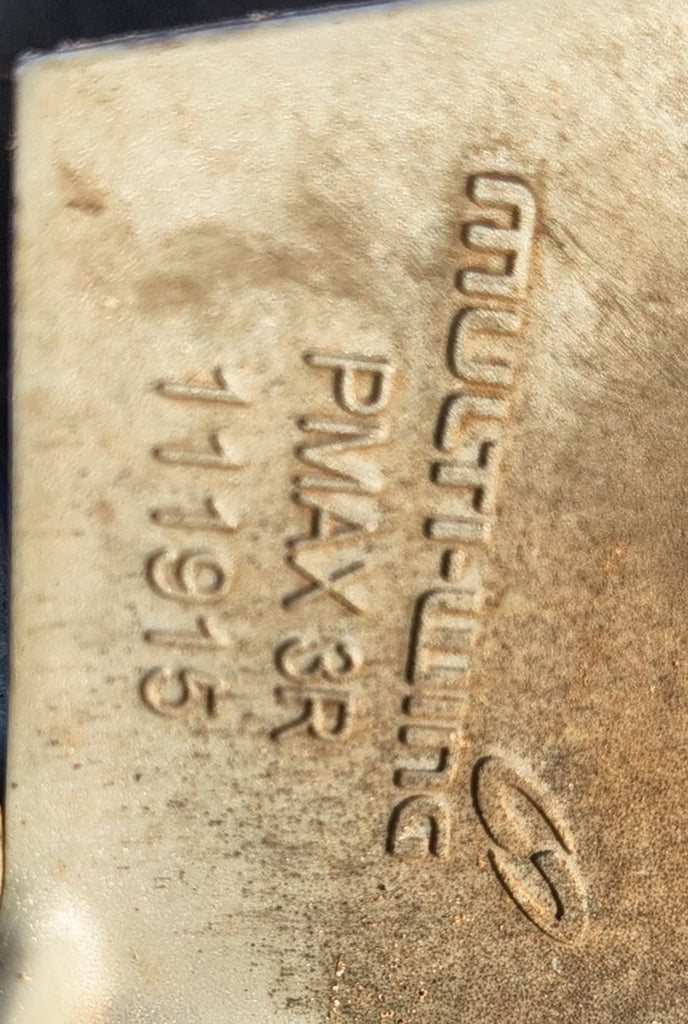 MULTI-WING
PMAX 3R
111915